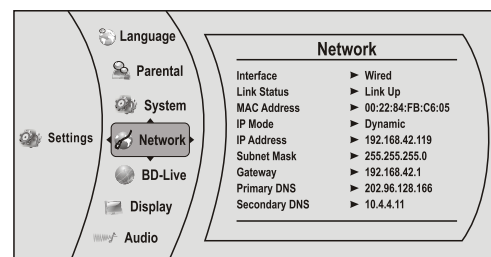 Settings
Language
Parental
System
Network
BD-Live
Display
Audio
Network
Interface ► Wired
Link Status ► Link Up
MAC Address ► 00:22:84:FB:C6:05
IP Mode ► Dynamic
IP Address ► 192.168.42.119
Subnet Mask ► 255.255.255.0
Gateway ► 192.168.42.1
Primary DNS ► 202.96.128.166
Secondary DNS ► 10.4.4.11